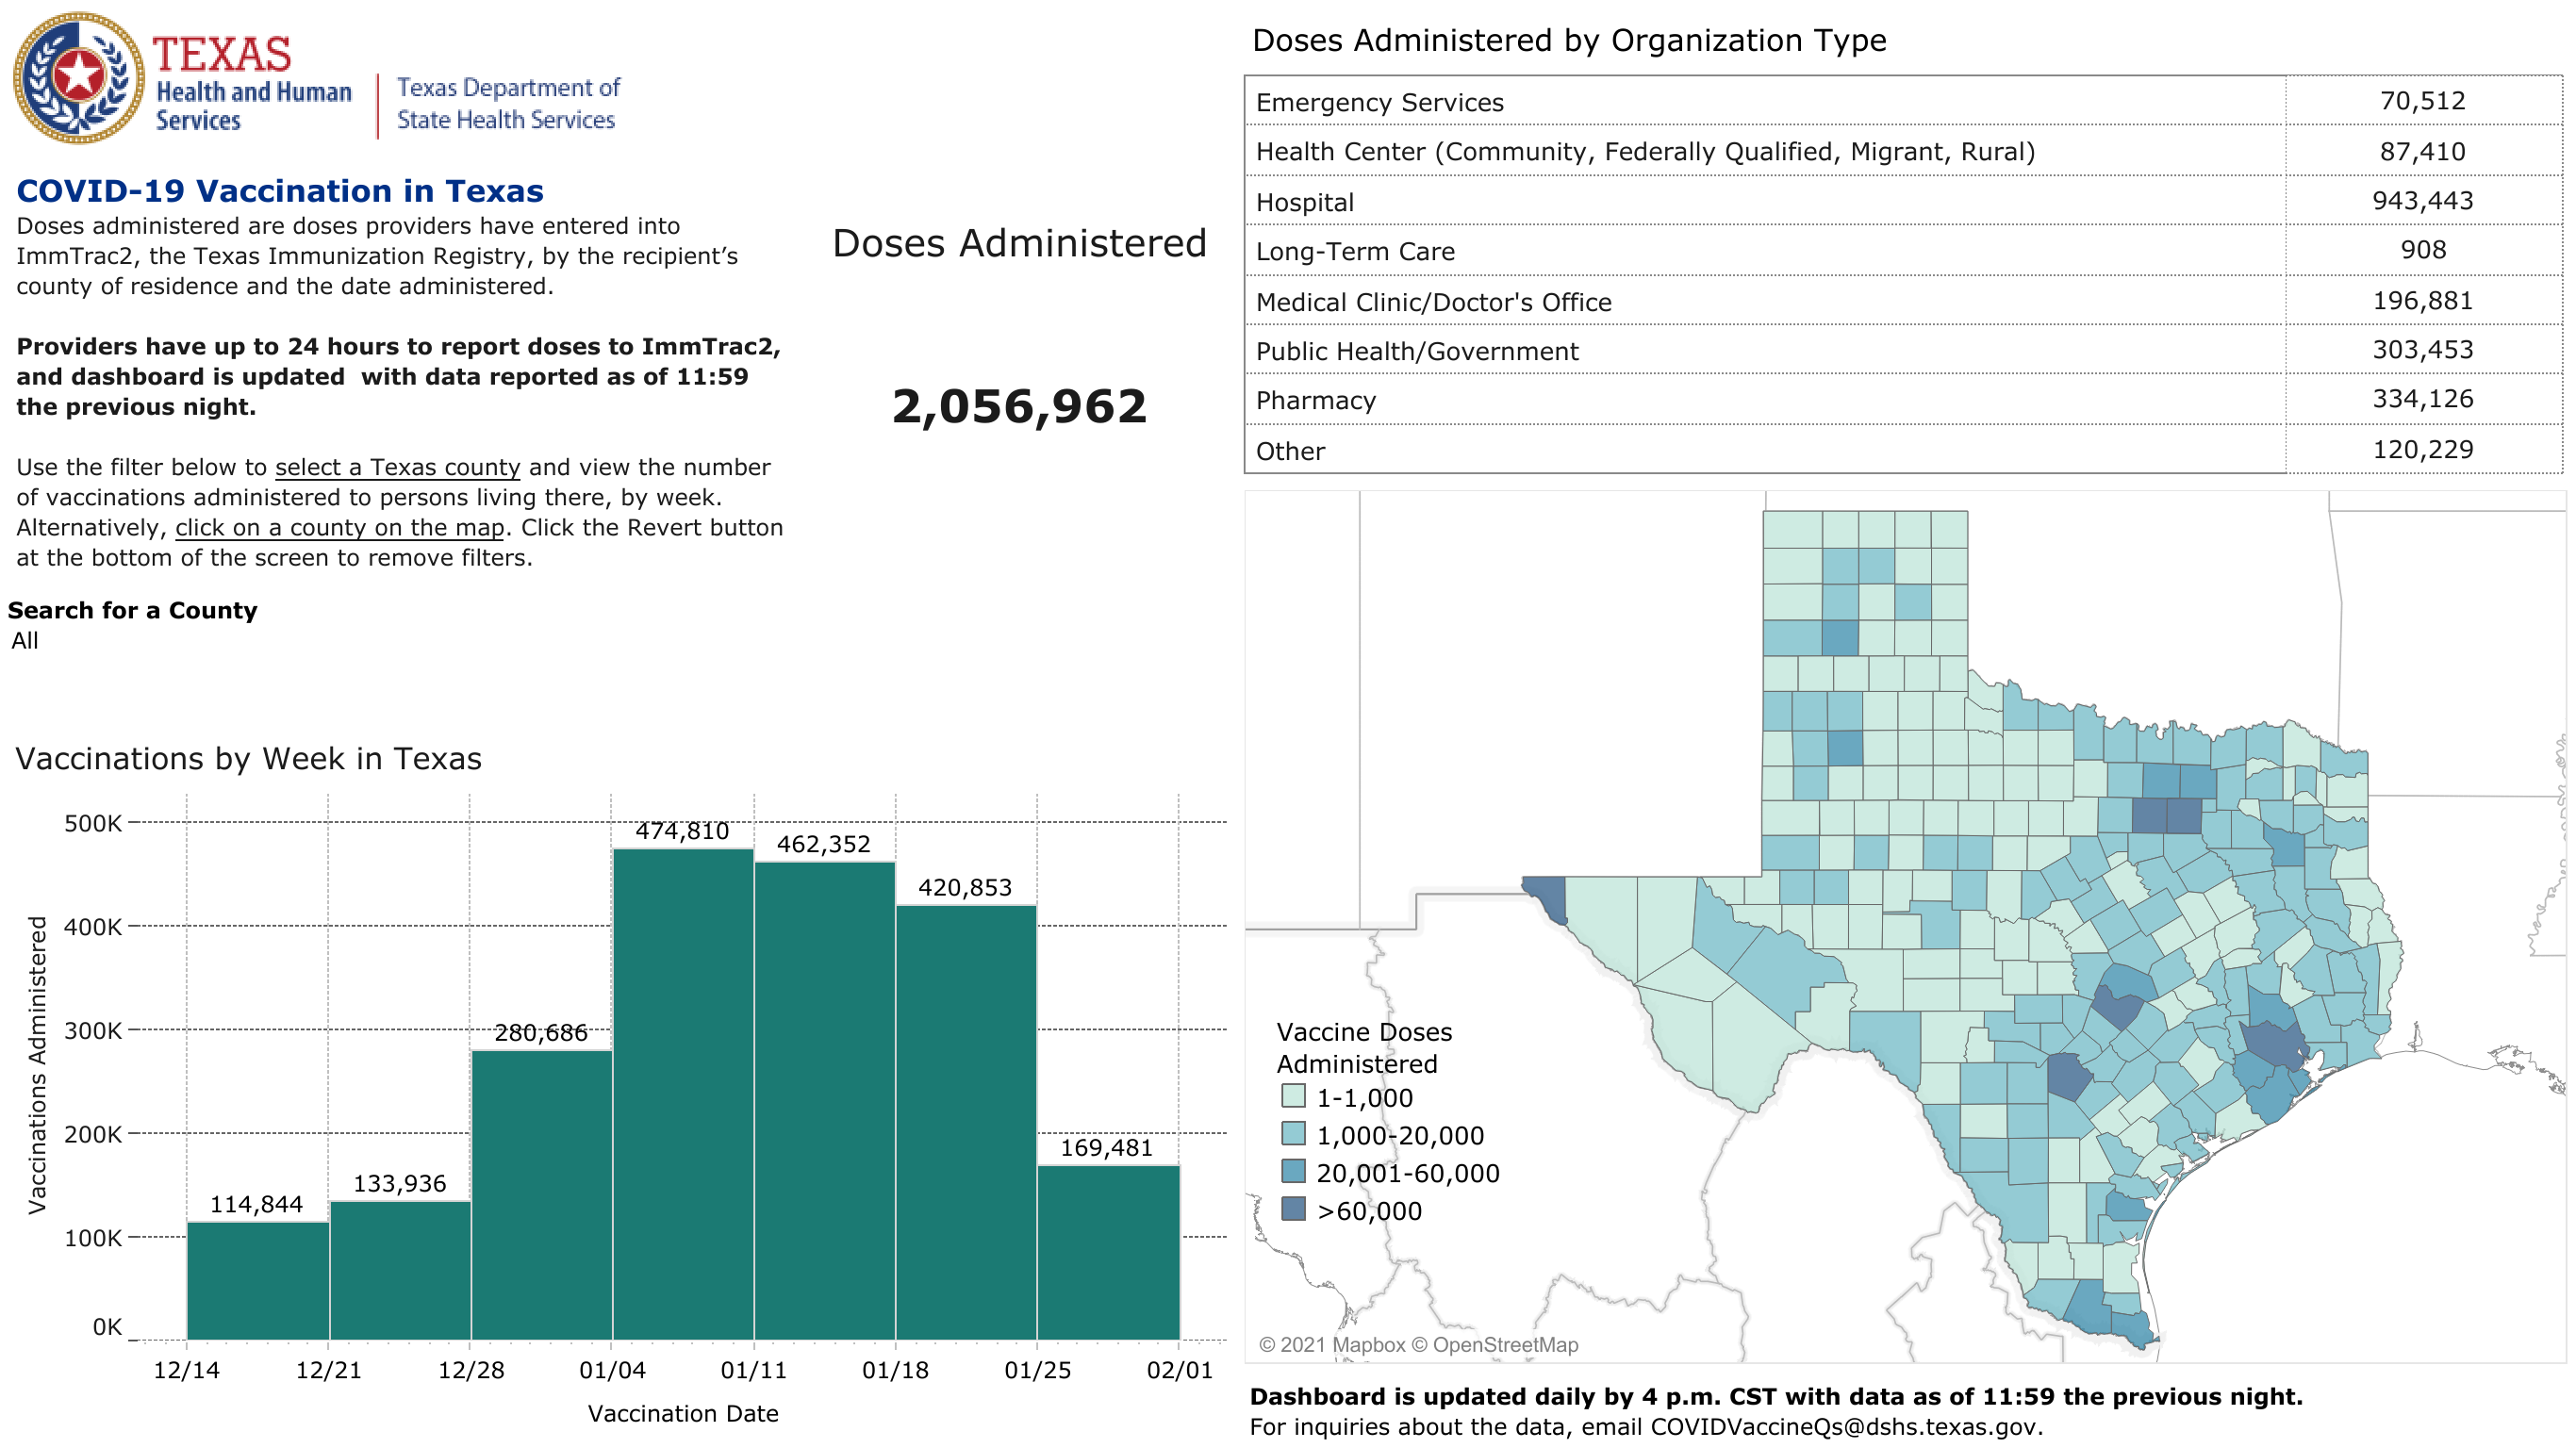 TEXAS
Health and Human
Services
Texas Department of
State Health Services
COVID-19 Vaccination in Texas
Doses administered are doses providers have entered into
ImmTrac2, the Texas Immunization Registry, by the recipient’s
county of residence and the date administered.
Providers have up to 24 hours to report doses to ImmTrac2,
and dashboard is updated  with data reported as of 11:59
the previous night.
Use the filter below to select a Texas county and view the number
of vaccinations administered to persons living there, by week.
Alternatively, click on a county on the map. Click the Revert button
at the bottom of the screen to remove filters.
Search for a County
All
Doses Administered
2,056,962
Vaccinations by Week in Texas
Vaccinations Administered
500K
400K
300K
200K
100K
0K
114,844
133,936
280,686
474,810
462,352
420,853
169,481
12/14
12/21
12/28
01/04
01/11
01/18
01/25
02/01
Vaccination Date
Doses Administered by Organization Type
Emergency Services 70,512
Health Center (Community, Federally Qualified, Migrant, Rural) 87,410
Hospital 943,443
Long-Term Care 908
Medical Clinic/Doctor's Office 196,881
Public Health/Government 303,453
Pharmacy 334,126
Other 120,229
Vaccine Doses
Administered
1-1,000
1,000-20,000
20,001-60,000
>60,000
© 2021 Mapbox © OpenStreetMap
Dashboard is updated daily by 4 p.m. CST with data as of 11:59 the previous night.
For inquiries about the data, email COVIDVaccineQs@dshs.texas.gov.